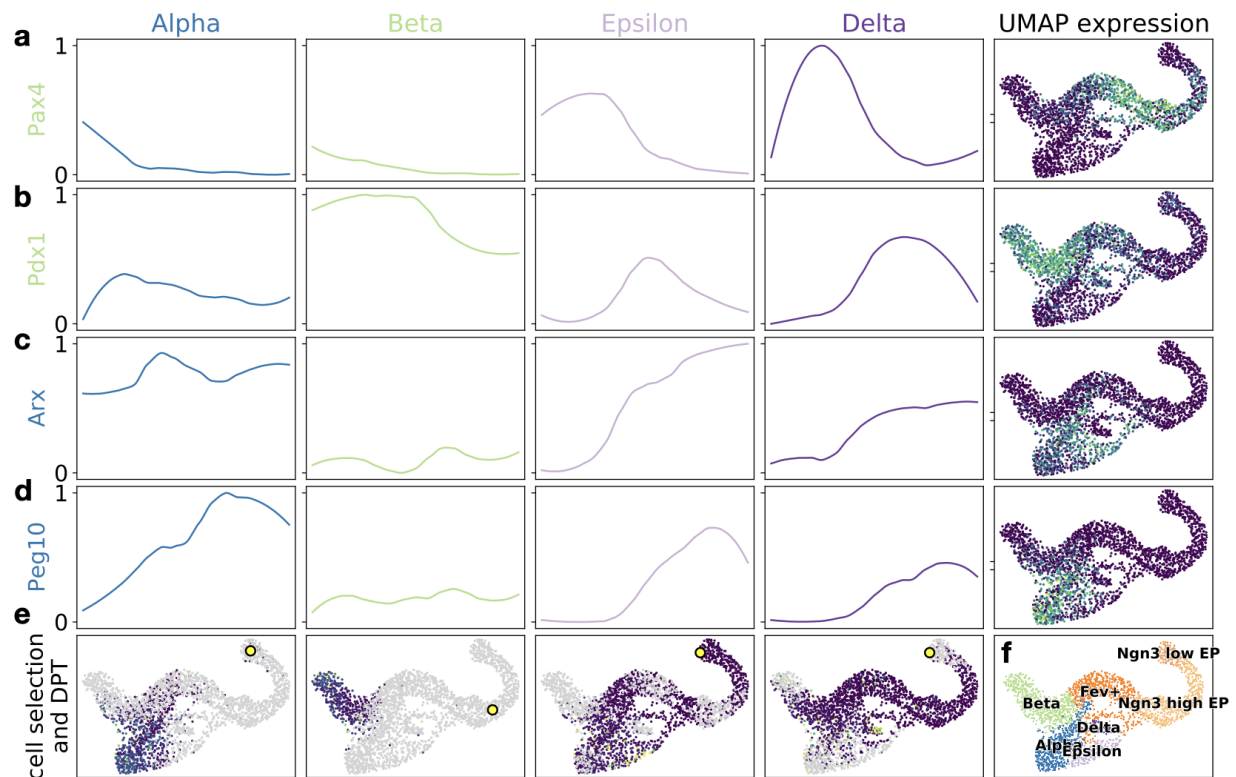 Alpha Beta Epsilon Delta UMAP expression
a
Pax4
1
0
b
Pdx1
1
0
c
Arx
1
0
d
Peg10
1
0
e
cell selection
and DPT
f
Ngn3 low EP
Fev+
Beta
Ngn3 high EP
Delta
Alpha
Epsilon